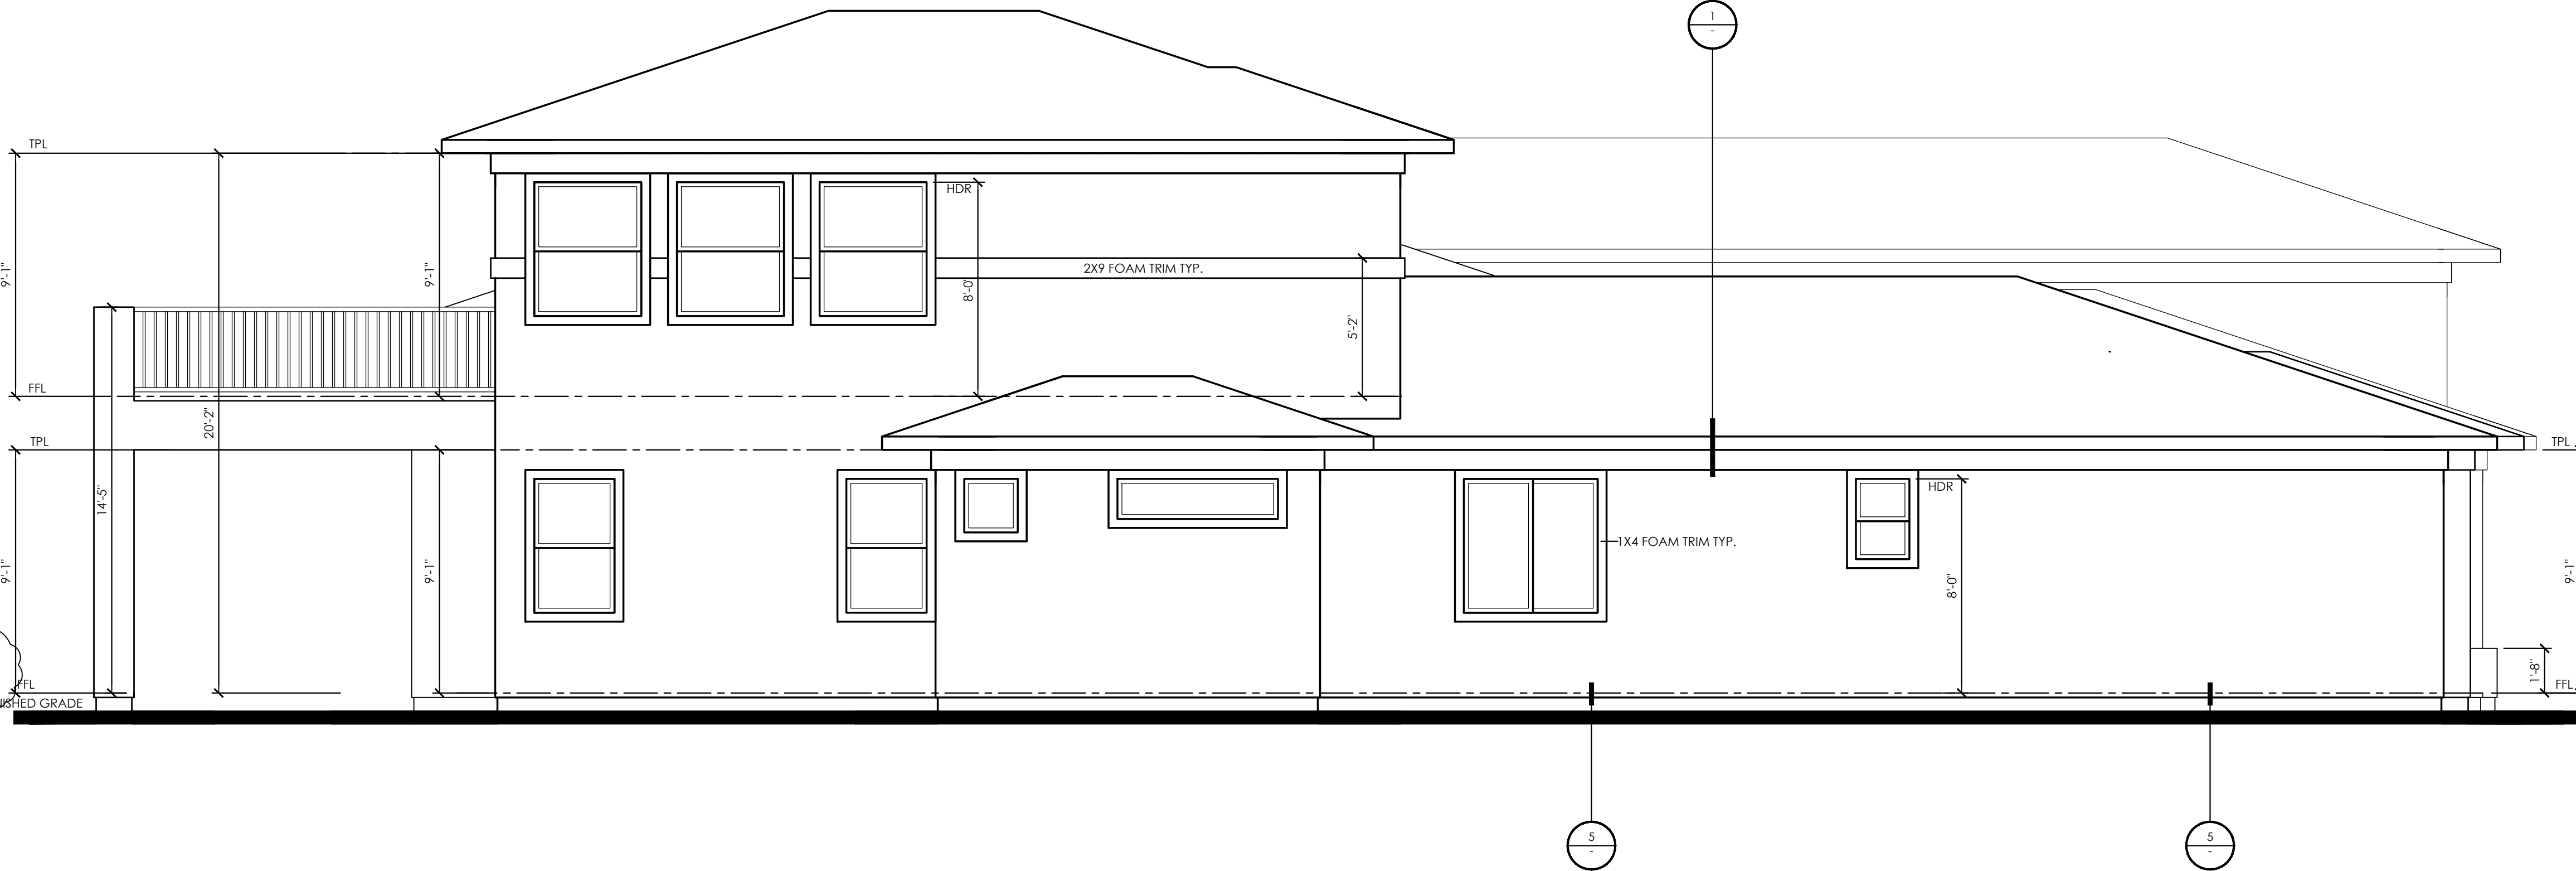 1
-
TPL
HDR
9'-1"
9'-1"
2X9 FOAM TRIM TYP.
8'-0"
5'-2"
FFL
20'-2"
TPL
TPL
HDR
14'-5"
1X4 FOAM TRIM TYP.
9'-1"
9'-1"
8'-0"
9'-1"
1'-8"
FFL
FFL
ISHED GRADE
5
-
5
-